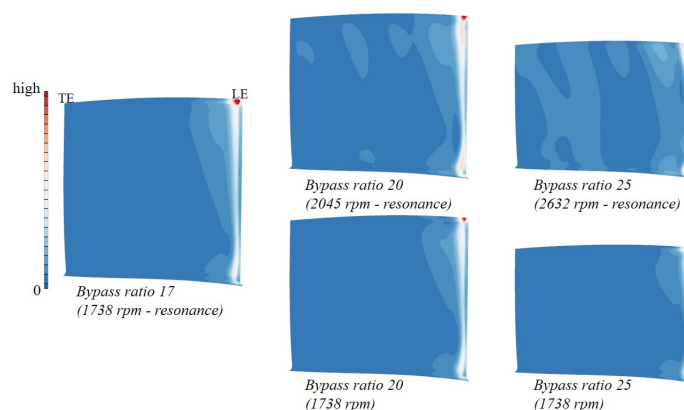 high
TE
LE
0
Bypass ratio 17
(1738 rpm - resonance)
Bypass ratio 20
(2045 rpm - resonance)
Bypass ratio 25
(2632 rpm - resonance)
Bypass ratio 20
(1738 rpm)
Bypass ratio 25
(1738 rpm)